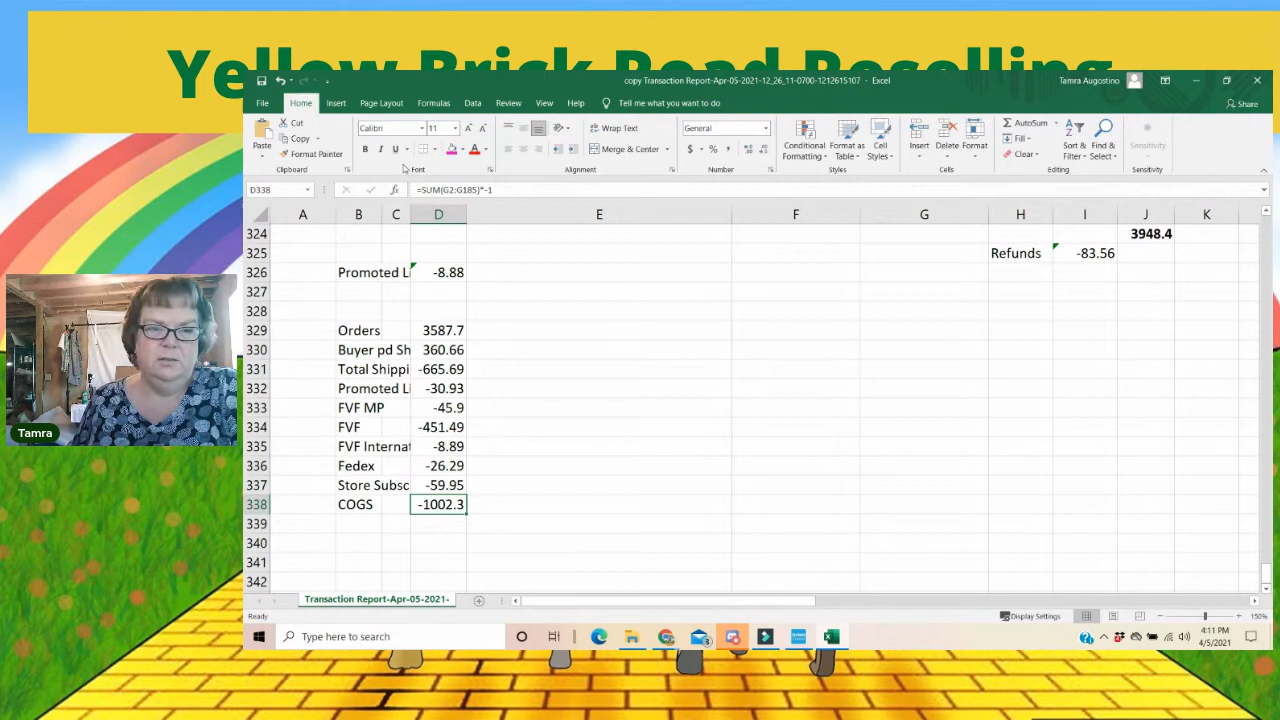 Yellow Brick Road Reselling
copy Transaction Report-Apr-05-2021-12_26_11-0700-1212615107 - Excel
Tamra Augostino
File Home Insert Page Layout Formulas Data Review View Help Tell me what you want to do Share
Cut
Copy
Format Painter
Paste
Clipboard
Calibri 11
B I U
Font
Wrap Text
Merge & Center
Alignment
General
$ % ,
Number
Conditional Formatting
Format as Table
Cell Styles
Styles
Insert Delete Format
Cells
AutoSum
Fill
Clear
Sort & Filter
Find & Select
Editing
Sensitivity
Sensitivity
D338 fx =SUM(G2:G185)*-1
A B C D E F G H I J K
324 3948.4
325 Refunds -83.56
326 Promoted Li -8.88
327
328
329 Orders 3587.7
330 Buyer pd Sh 360.66
331 Total Shippi -665.69
332 Promoted Li -30.93
333 FVF MP -45.9
334 FVF -451.49
335 FVF Internat -8.89
336 Fedex -26.29
337 Store Subsc -59.95
338 COGS -1002.3
339
340
341
342
Tamra
Transaction Report-Apr-05-2021-
Ready Display Settings 150%
Type here to search
3
4:11 PM
4/5/2021